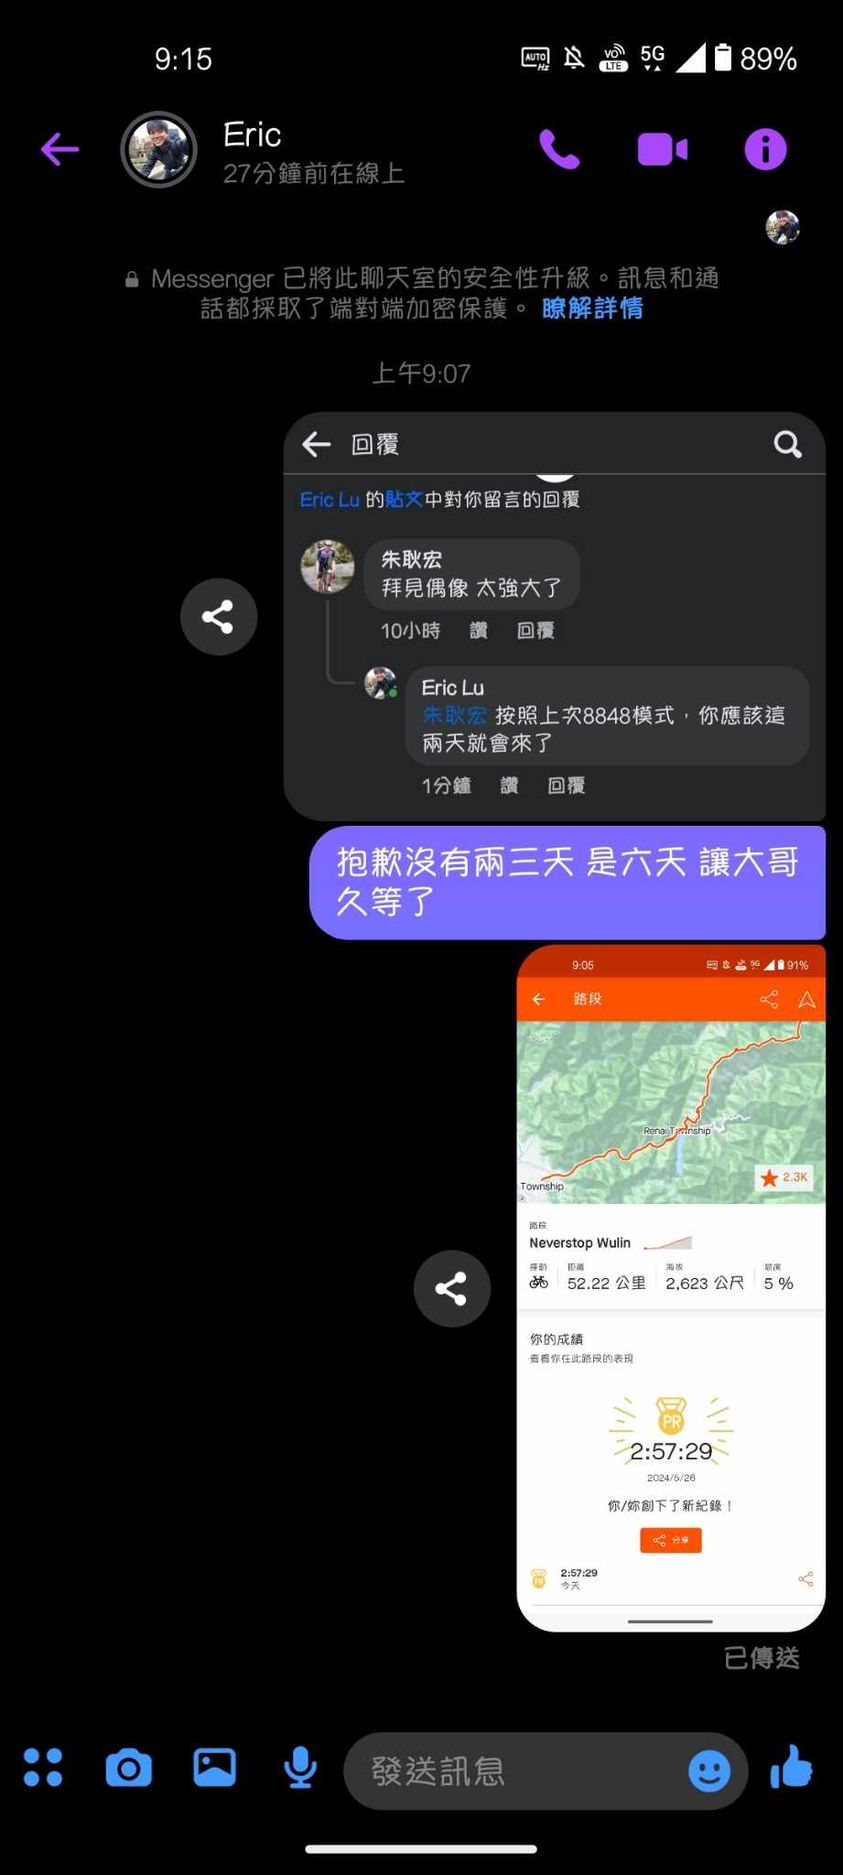 9:15
AUTO Hz VO LTE 5G 89%
Eric
27分鐘前在線上
Messenger 已將此聊天室的安全性升級。訊息和通
話都採取了端對端加密保護。瞭解詳情
上午9:07
回覆
Eric Lu 的貼文中對你留言的回覆
朱耿宏
拜見偶像 太強大了
10小時 讚 回覆
Eric Lu
朱耿宏 按照上次8848模式，你應該這
兩天就會來了
1分鐘 讚 回覆
抱歉沒有兩三天 是六天 讓大哥
久等了
9:05 5G 91%
路段
Renai Township
Township
2.3K
路段
Neverstop Wulin
運動 距離 海拔 坡度
52.22 公里 2,623 公尺 5 %
你的成績
查看你在此路段的表現
PR
2:57:29
2024/5/26
你/妳創下了新紀錄！
分享
2:57:29
今天
已傳送
發送訊息